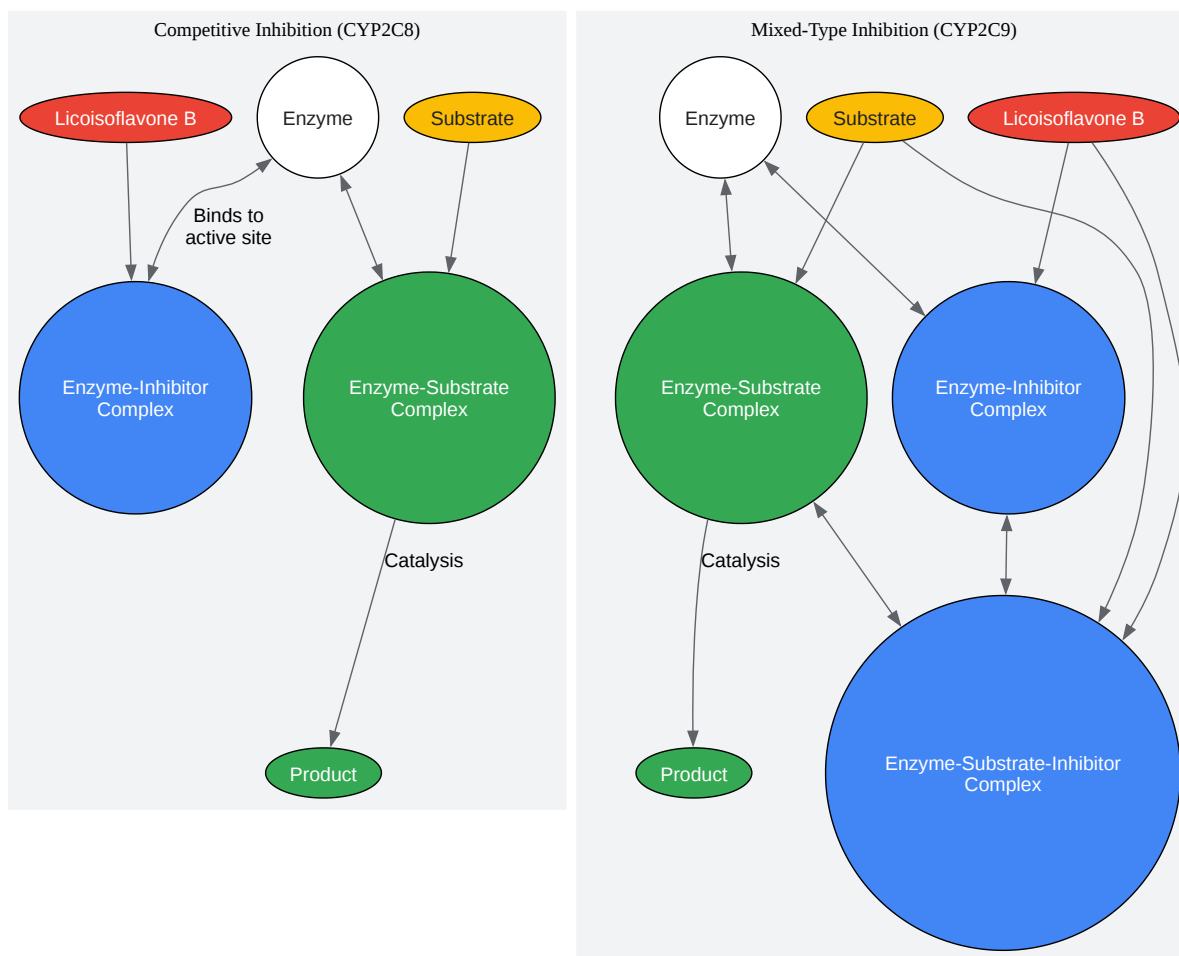 Competitive Inhibition (CYP2C8)
Licoisoflavone B
Enzyme
Substrate
Binds to
active site
Enzyme-Inhibitor
Complex
Enzyme-Substrate
Complex
Catalysis
Product
Mixed-Type Inhibition (CYP2C9)
Enzyme
Substrate
Licoisoflavone B
Enzyme-Substrate
Complex
Enzyme-Inhibitor
Complex
Catalysis
Product
Enzyme-Substrate-Inhibitor
Complex